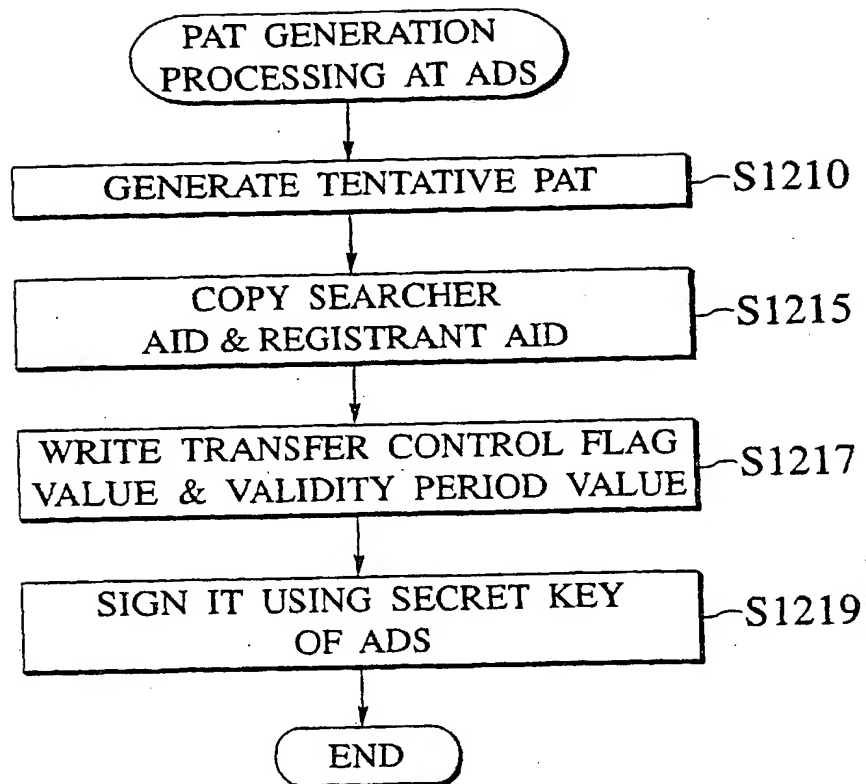 PAT GENERATION
PROCESSING AT ADS
GENERATE TENTATIVE PAT
S1210
COPY SEARCHER
AID & REGISTRANT AID
S1215
WRITE TRANSFER CONTROL FLAG
VALUE & VALIDITY PERIOD VALUE
S1217
SIGN IT USING SECRET KEY
OF ADS
S1219
END